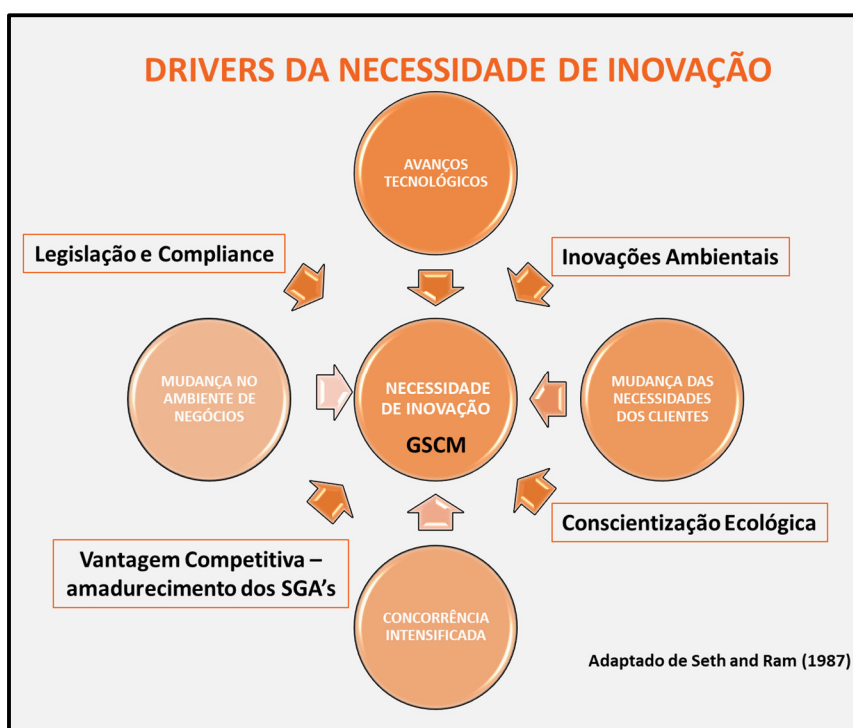 DRIVERS DA NECESSIDADE DE INOVAÇÃO
AVANÇOS
TECNOLÓGICOS
Legislação e Compliance
Inovações Ambientais
MUDANÇA NO
AMBIENTE DE
NEGÓCIOS
NECESSIDADE
DE INOVAÇÃO
GSCM
MUDANÇA DAS
NECESSIDADES
DOS CLIENTES
Vantagem Competitiva –
amadurecimento dos SGA's
Conscientização Ecológica
CONCORRÊNCIA
INTENSIFICADA
Adaptado de Seth and Ram (1987)